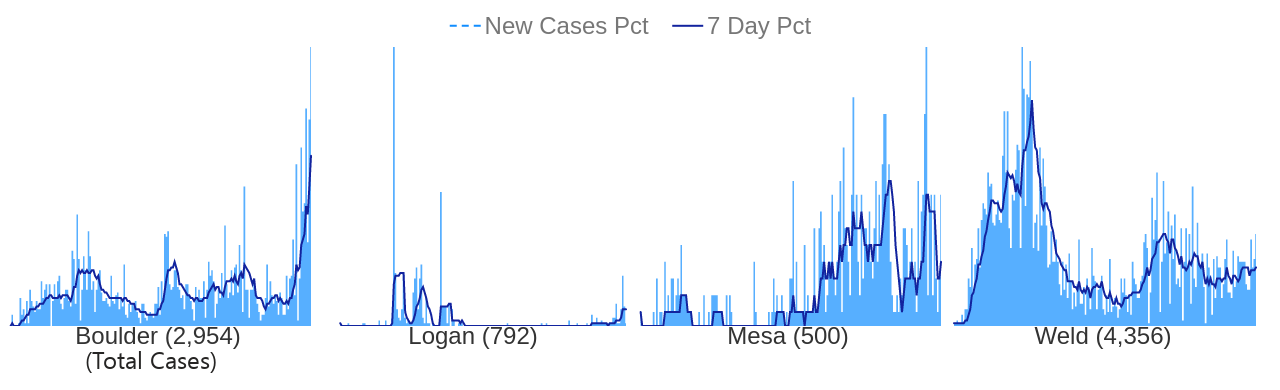 New Cases Pct 7 Day Pct
Boulder (2,954) Logan (792) Mesa (500) Weld (4,356)
(Total Cases)